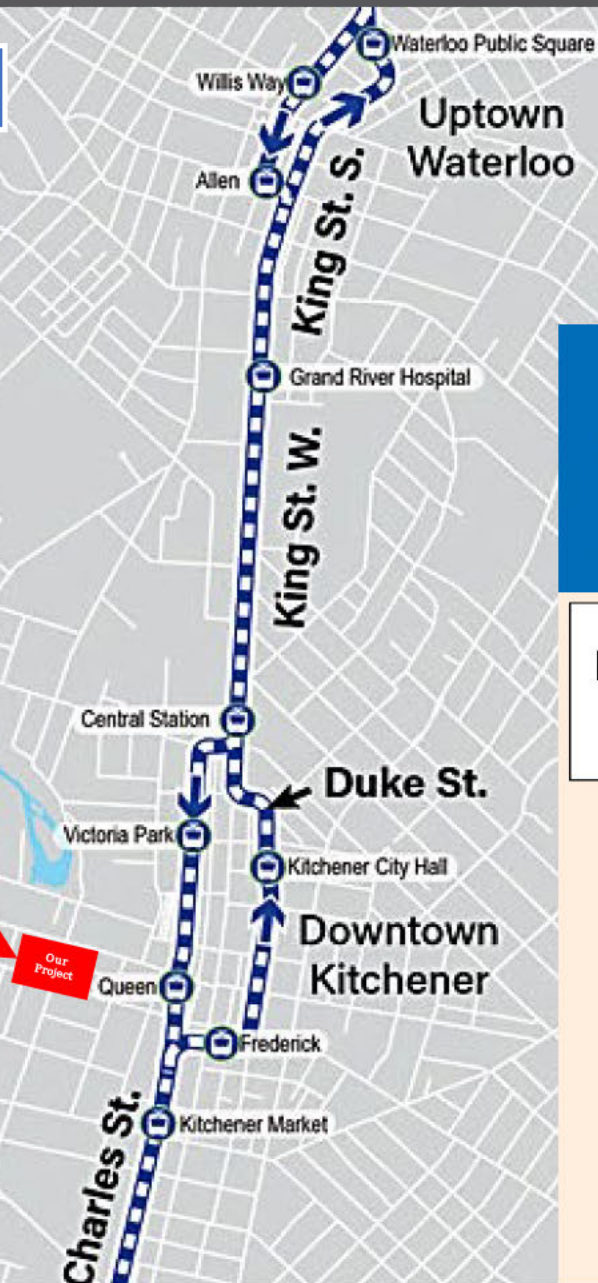 Waterloo Public Square
Willis Way
Uptown
Waterloo
Allen
King St. S.
Grand River Hospital
King St. W.
Central Station
Duke St.
Victoria Park
Kitchener City Hall
Downtown
Kitchener
Our
Project
Queen
Frederick
Kitchener Market
Charles St.